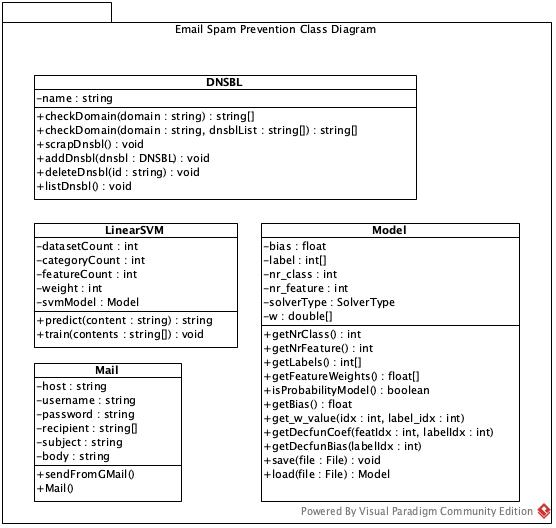 Email Spam Prevention Class Diagram
DNSBL
-name : string
+checkDomain(domain : string) : string[]
+checkDomain(domain : string, dnsblList : string[]) : string[]
+scrapDnsbl() : void
+addDnsbl(dnsbl : DNSBL) : void
+deleteDnsbl(id : string) : void
+listDnsbl() : void
LinearSVM
-datasetCount : int
-categoryCount : int
-featureCount : int
-weight : int
-svmModel : Model
+predict(content : string) : string
+train(contents : string[]) : void
Mail
-host : string
-username : string
-password : string
-recipient : string[]
-subject : string
-body : string
+sendFromGMail()
+Mail()
Model
-bias : float
-label : int[]
-nr_class : int
-nr_feature : int
-solverType : SolverType
-w : double[]
+getNrClass() : int
+getNrFeature() : int
+getLabels() : int[]
+getFeatureWeights() : float[]
+isProbabilityModel() : boolean
+getBias() : float
+get_w_value(idx : int, label_idx : int)
+getDecfunCoef(featIdx : int, labelIdx : int)
+getDecfunBias(labelIdx : int)
+save(file : File) : void
+load(file : File) : Model
Powered By Visual Paradigm Community Edition